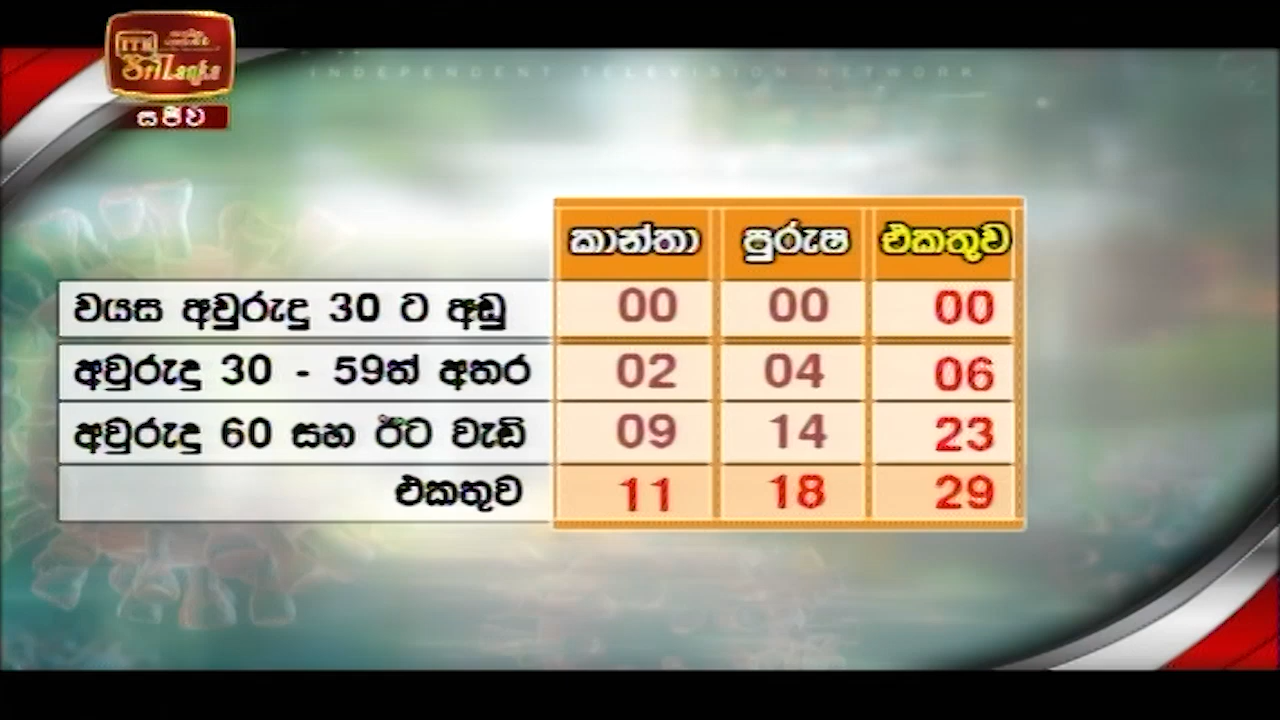 ITN
Sri Lanka
සජීවී
INDEPENDENT TELEVISION NETWORK
කාන්තා පුරුෂ එකතුව
වයස අවුරුදු 30 ට අඩු 00 00 00
අවුරුදු 30 - 59ත් අතර 02 04 06
අවුරුදු 60 සහ ඊට වැඩි 09 14 23
එකතුව 11 18 29